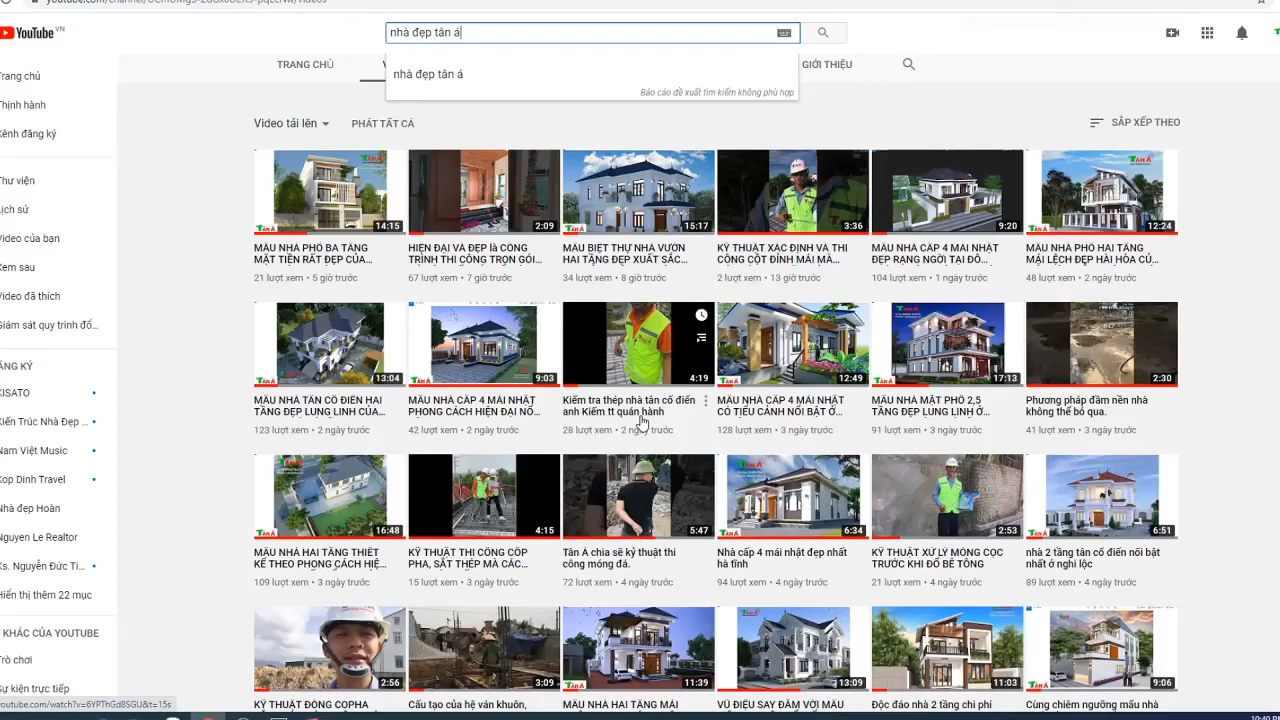 YouTube VN
nhà đẹp tân á
nhà đẹp tân á
Báo cáo đề xuất tìm kiếm không phù hợp
TRANG CHỦ
GIỚI THIỆU
Video tải lên
PHÁT TẤT CẢ
SẮP XẾP THEO
Trang chủ
Thịnh hành
Kênh đăng ký
Thư viện
Lịch sử
Video của bạn
Xem sau
Video đã thích
Giám sát quy trình đổ...
ĐĂNG KÝ
KISATO
Kiến Trúc Nhà Đẹp ...
Nam Việt Music
Kop Dinh Travel
Nhà đẹp Hoàn
Nguyen Le Realtor
Ks. Nguyễn Đức Ti...
Hiển thị thêm 22 mục
KHÁC CỦA YOUTUBE
Trò chơi
Sự kiện trực tiếp
14:15
2:09
15:17
3:36
9:20
12:24
MẪU NHÀ PHỐ BA TẦNG
MẶT TIỀN RẤT ĐẸP CỦA...
21 lượt xem • 5 giờ trước
HIỆN ĐẠI VÀ ĐẸP là CÔNG
TRÌNH THI CÔNG TRỌN GÓI...
67 lượt xem • 7 giờ trước
MẪU BIỆT THỰ NHÀ VƯỜN
HAI TẦNG ĐẸP XUẤT SẮC...
34 lượt xem • 8 giờ trước
KỸ THUẬT XÁC ĐỊNH VÀ THI
CÔNG CỘT ĐỈNH MÁI MÀ...
2 lượt xem • 13 giờ trước
MẪU NHÀ CẤP 4 MÁI NHẬT
ĐẸP RẠNG NGỜI TẠI ĐÔ...
104 lượt xem • 1 ngày trước
MẪU NHÀ PHỐ HAI TẦNG
MÁI LỆCH ĐẸP HÀI HÒA CỦ...
48 lượt xem • 2 ngày trước
13:04
9:03
4:19
12:49
17:13
2:30
MẪU NHÀ TÂN CỔ ĐIỂN HAI
TẦNG ĐẸP LUNG LINH CỦA...
123 lượt xem • 2 ngày trước
MẪU NHÀ CẤP 4 MÁI NHẬT
PHONG CÁCH HIỆN ĐẠI NỔ...
42 lượt xem • 2 ngày trước
Kiểm tra thép nhà tân cổ điển
anh Kiểm tt quán hành
28 lượt xem • 2 ngày trước
MẪU NHÀ CẤP 4 MÁI NHẬT
CÓ TIỂU CẢNH NỔI BẬT Ở...
128 lượt xem • 3 ngày trước
MẪU NHÀ MẶT PHỐ 2,5
TẦNG ĐẸP LUNG LINH Ở...
91 lượt xem • 3 ngày trước
Phương pháp đầm nền nhà
không thể bỏ qua.
41 lượt xem • 3 ngày trước
16:48
4:15
5:47
6:34
2:53
6:51
MẪU NHÀ HAI TẦNG THIẾT
KẾ THEO PHONG CÁCH HIỆ...
109 lượt xem • 3 ngày trước
KỸ THUẬT THI CÔNG CỐP
PHA, SẮT THÉP MÀ CÁC...
15 lượt xem • 3 ngày trước
Tân Á chia sẻ kỹ thuật thi
công móng đá.
72 lượt xem • 4 ngày trước
Nhà cấp 4 mái nhật đẹp nhất
hà tĩnh
94 lượt xem • 4 ngày trước
KỸ THUẬT XỬ LÝ MÓNG CỌC
TRƯỚC KHI ĐỔ BÊ TÔNG
21 lượt xem • 4 ngày trước
nhà 2 tầng tân cổ điển nổi bật
nhất ở nghi lộc
89 lượt xem • 4 ngày trước
2:56
3:09
11:39
13:09
11:03
9:06
KỸ THUẬT ĐÓNG COPHA
Cấu tạo của hệ ván khuôn,
MẪU NHÀ HAI TẦNG MÁI
VŨ ĐIỆU SAY ĐẮM VỚI MẪU
Độc đáo nhà 2 tầng chi phí
Cùng chiêm ngưỡng mẫu nhà
youtube.com/watch?v=6YPThGd8SGU&t=15s